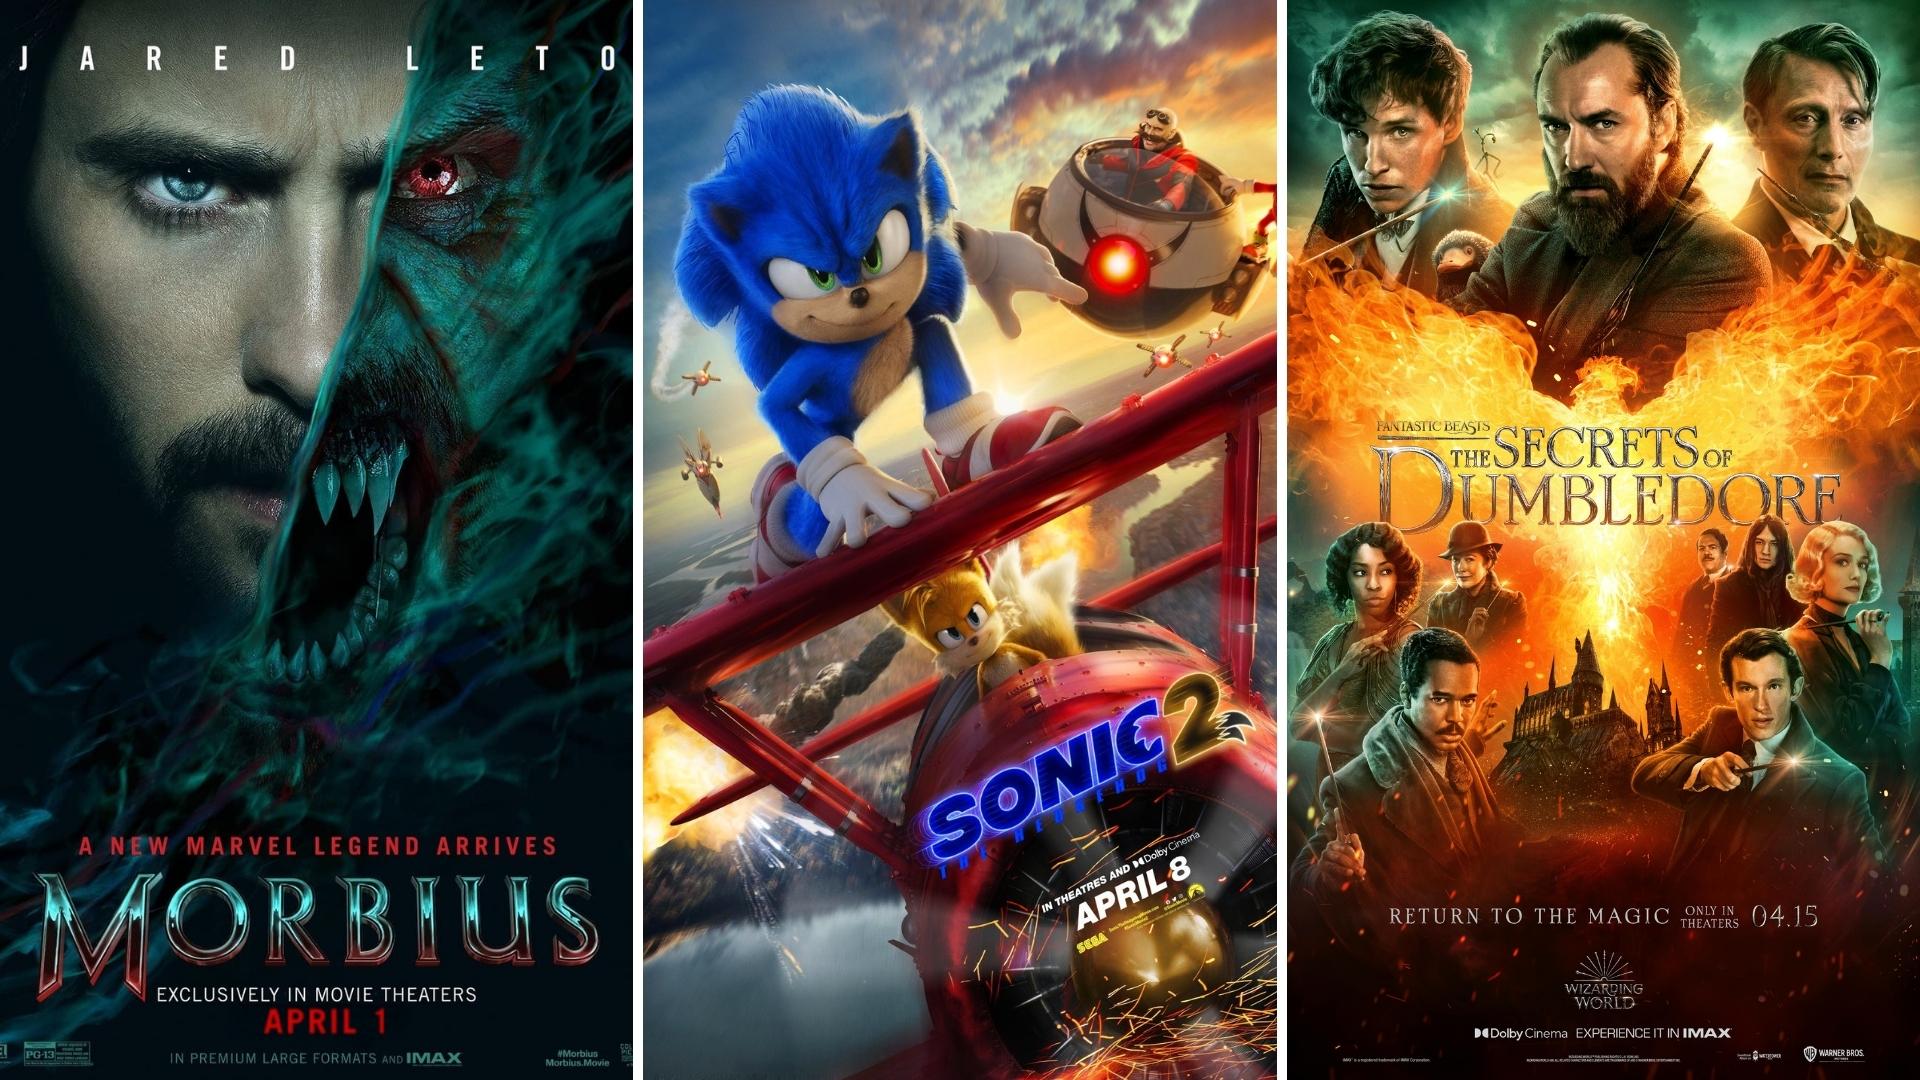 JARED LETO
A NEW MARVEL LEGEND ARRIVES
MORBIUS
EXCLUSIVELY IN MOVIE THEATERS
APRIL 1
PG-13
IN PREMIUM LARGE FORMATS AND IMAX
#Morbius
Morbius.Movie
SONIC 2
THE HEDGEHOG
IN THEATRES AND Dolby Cinema
APRIL 8
SEGA
FANTASTIC BEASTS
THE SECRETS OF
DUMBLEDORE
RETURN TO THE MAGIC ONLY IN THEATERS 04.15
WIZARDING
WORLD
Dolby Cinema EXPERIENCE IT IN IMAX
WARNER BROS.